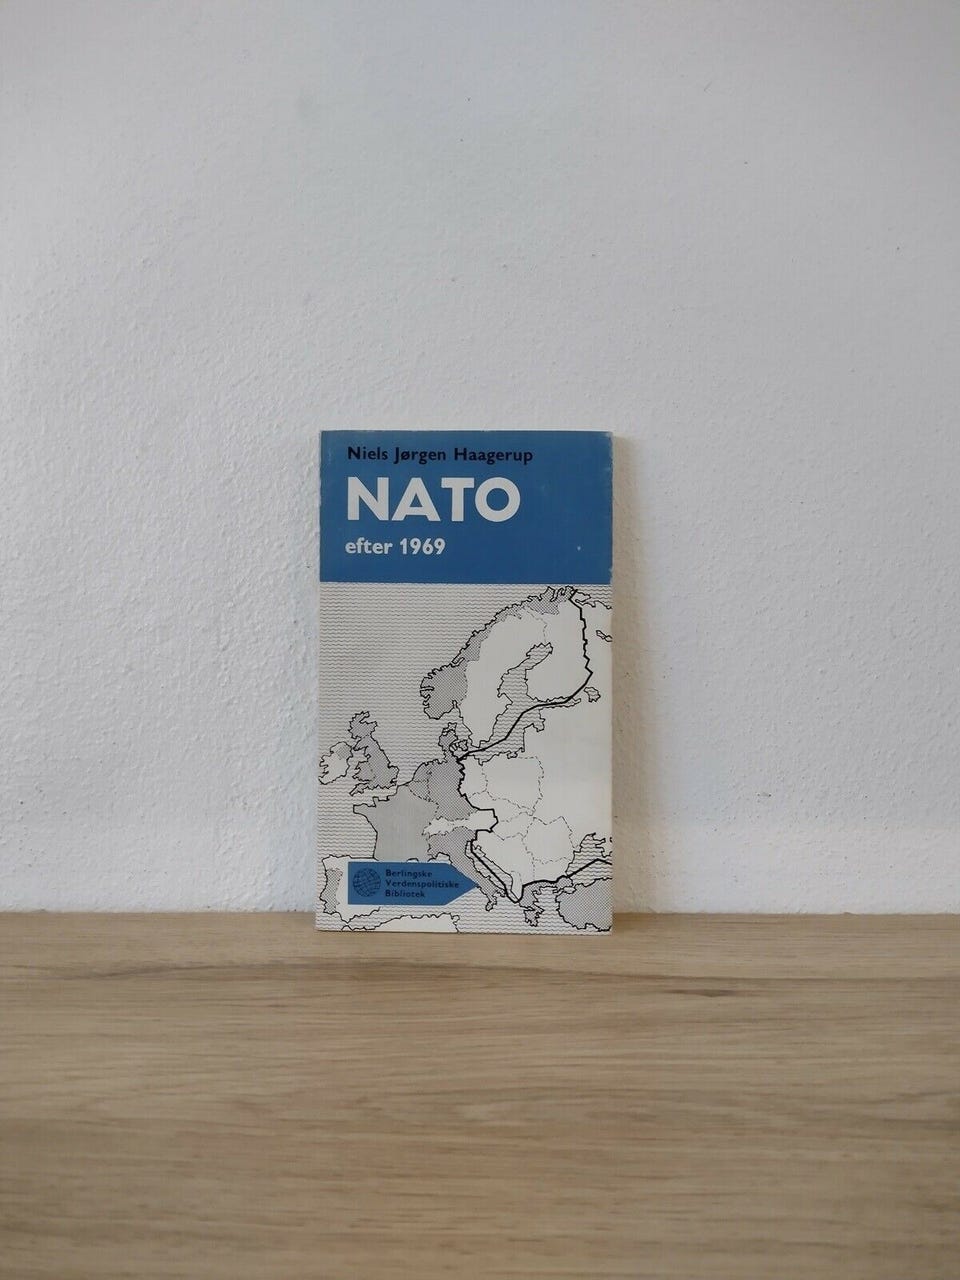 Niels Jørgen Haagerup
NATO
efter 1969
Berlingske
Verdenspolitiske
Bibliotek